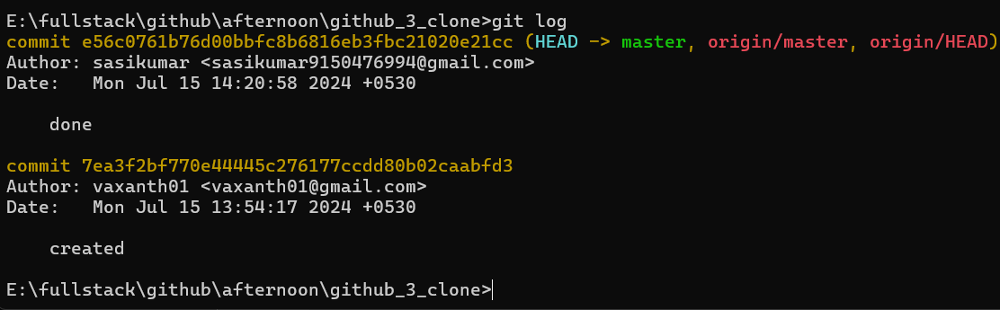 E:\fullstack\github\afternoon\github_3_clone>git log
commit e56c0761b76d00bbfc8b6816eb3fbc21020e21cc (HEAD -> master, origin/master, origin/HEAD)
Author: sasikumar <sasikumar9150476994@gmail.com>
Date:   Mon Jul 15 14:20:58 2024 +0530
    done
commit 7ea3f2bf770e44445c276177ccdd80b02caabfd3
Author: vaxanth01 <vaxanth01@gmail.com>
Date:   Mon Jul 15 13:54:17 2024 +0530
    created
E:\fullstack\github\afternoon\github_3_clone>